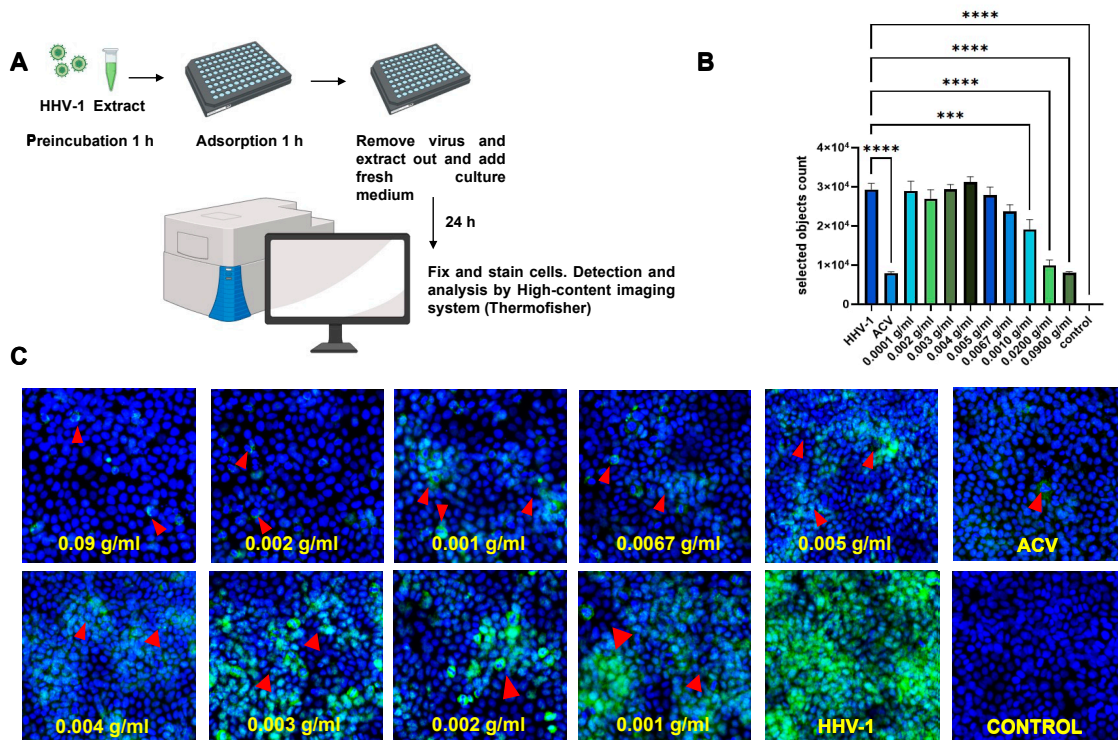 A
HHV-1 Extract
Preincubation 1 h
Adsorption 1 h
Remove virus and
extract out and add
fresh culture
medium
24 h
Fix and stain cells. Detection and
analysis by High-content imaging
system (Thermofisher)
B
****
****
****
***
****
selected objects count
4×10⁴
3×10⁴
2×10⁴
1×10⁴
0
HHV-1
ACV
0.0001 g/ml
0.002 g/ml
0.003 g/ml
0.004 g/ml
0.005 g/ml
0.0067 g/ml
0.0010 g/ml
0.0200 g/ml
0.0900 g/ml
control
C
0.09 g/ml
0.002 g/ml
0.001 g/ml
0.0067 g/ml
0.005 g/ml
ACV
0.004 g/ml
0.003 g/ml
0.002 g/ml
0.001 g/ml
HHV-1
CONTROL